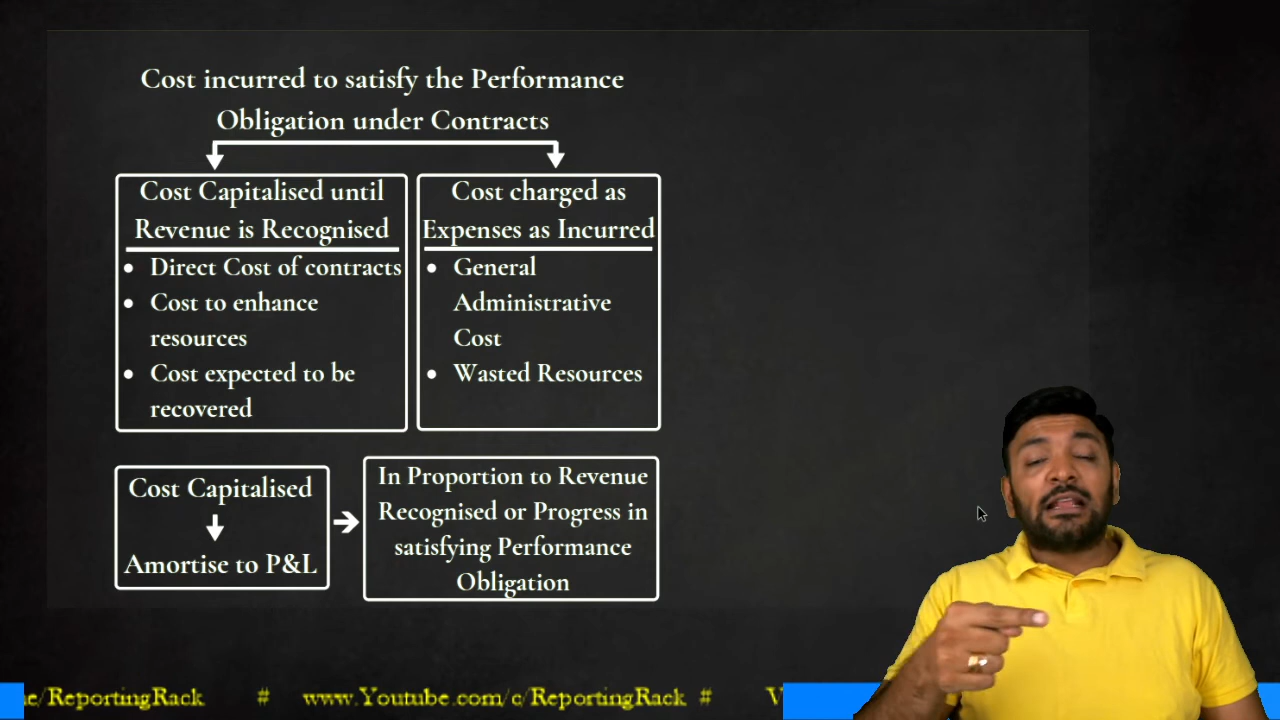 Cost incurred to satisfy the Performance
Obligation under Contracts
Cost Capitalised until
Revenue is Recognised
• Direct Cost of contracts
• Cost to enhance
resources
• Cost expected to be
recovered
Cost charged as
Expenses as Incurred
• General
Administrative
Cost
• Wasted Resources
Cost Capitalised
Amortise to P&L
In Proportion to Revenue
Recognised or Progress in
satisfying Performance
Obligation
/ReportingRack # www.Youtube.com/c/ReportingRack #